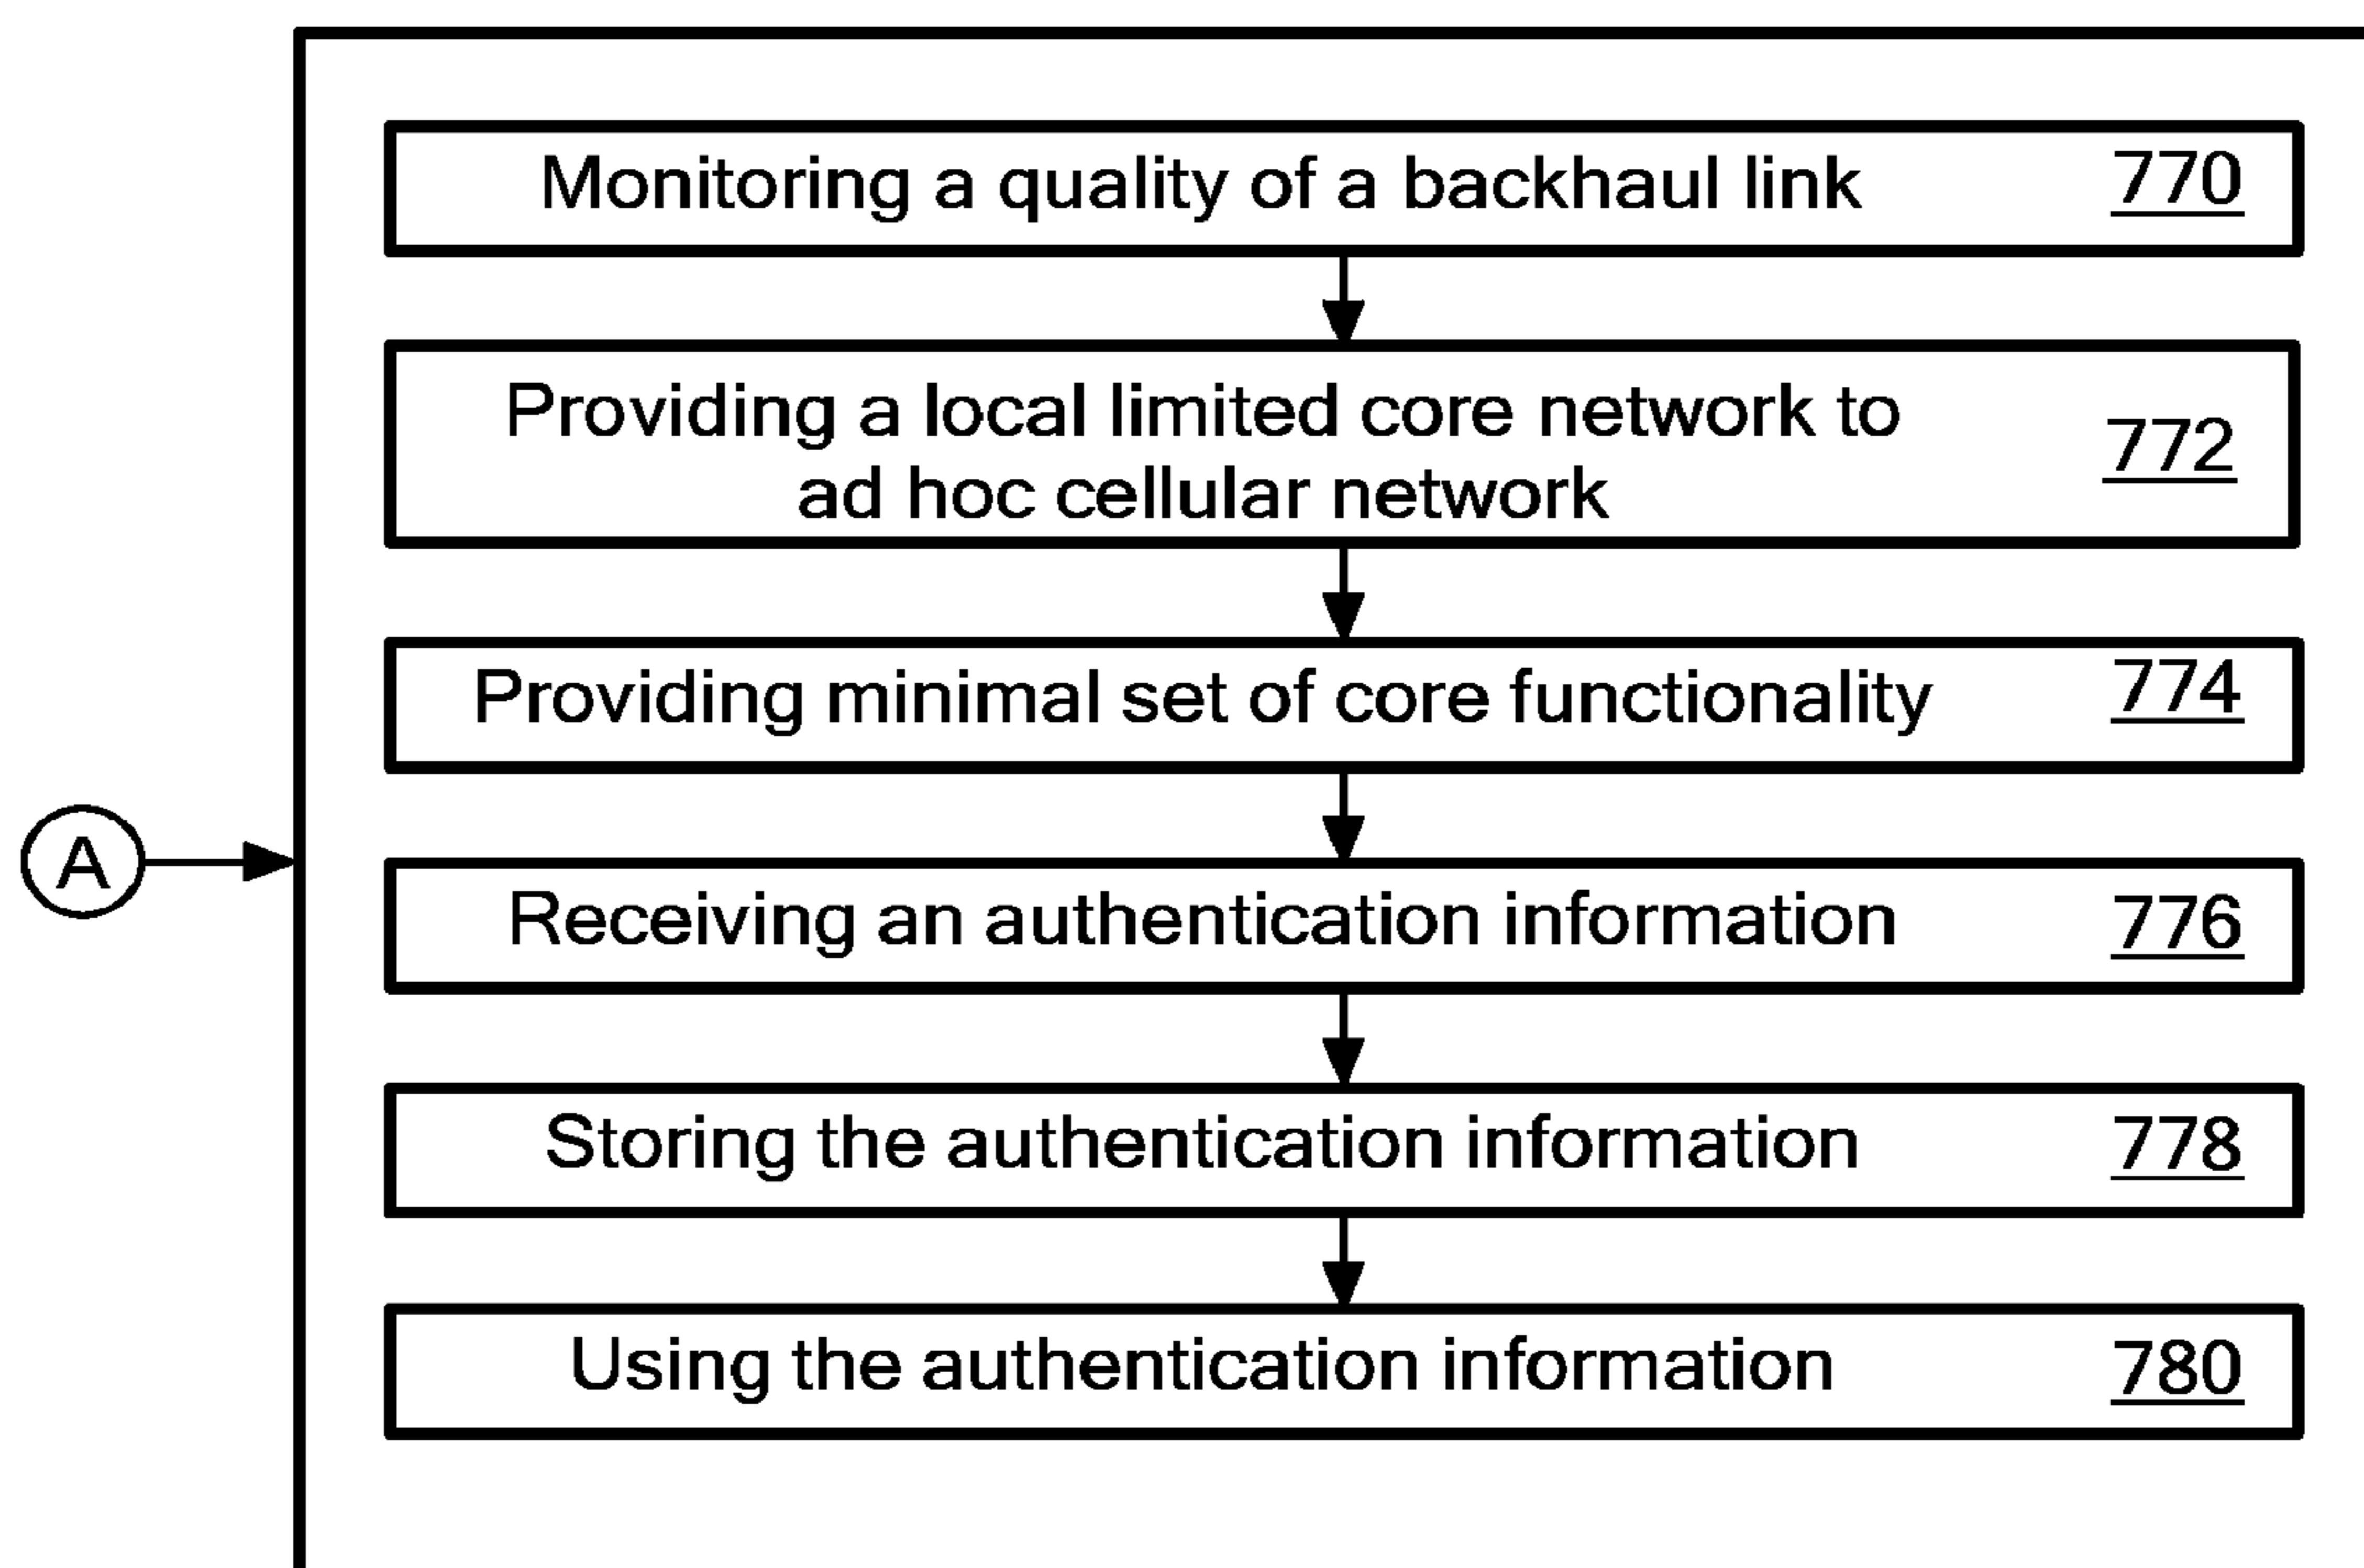 Monitoring a quality of a backhaul link 770
Providing a local limited core network to
ad hoc cellular network 772
Providing minimal set of core functionality 774
A
Receiving an authentication information 776
Storing the authentication information 778
Using the authentication information 780